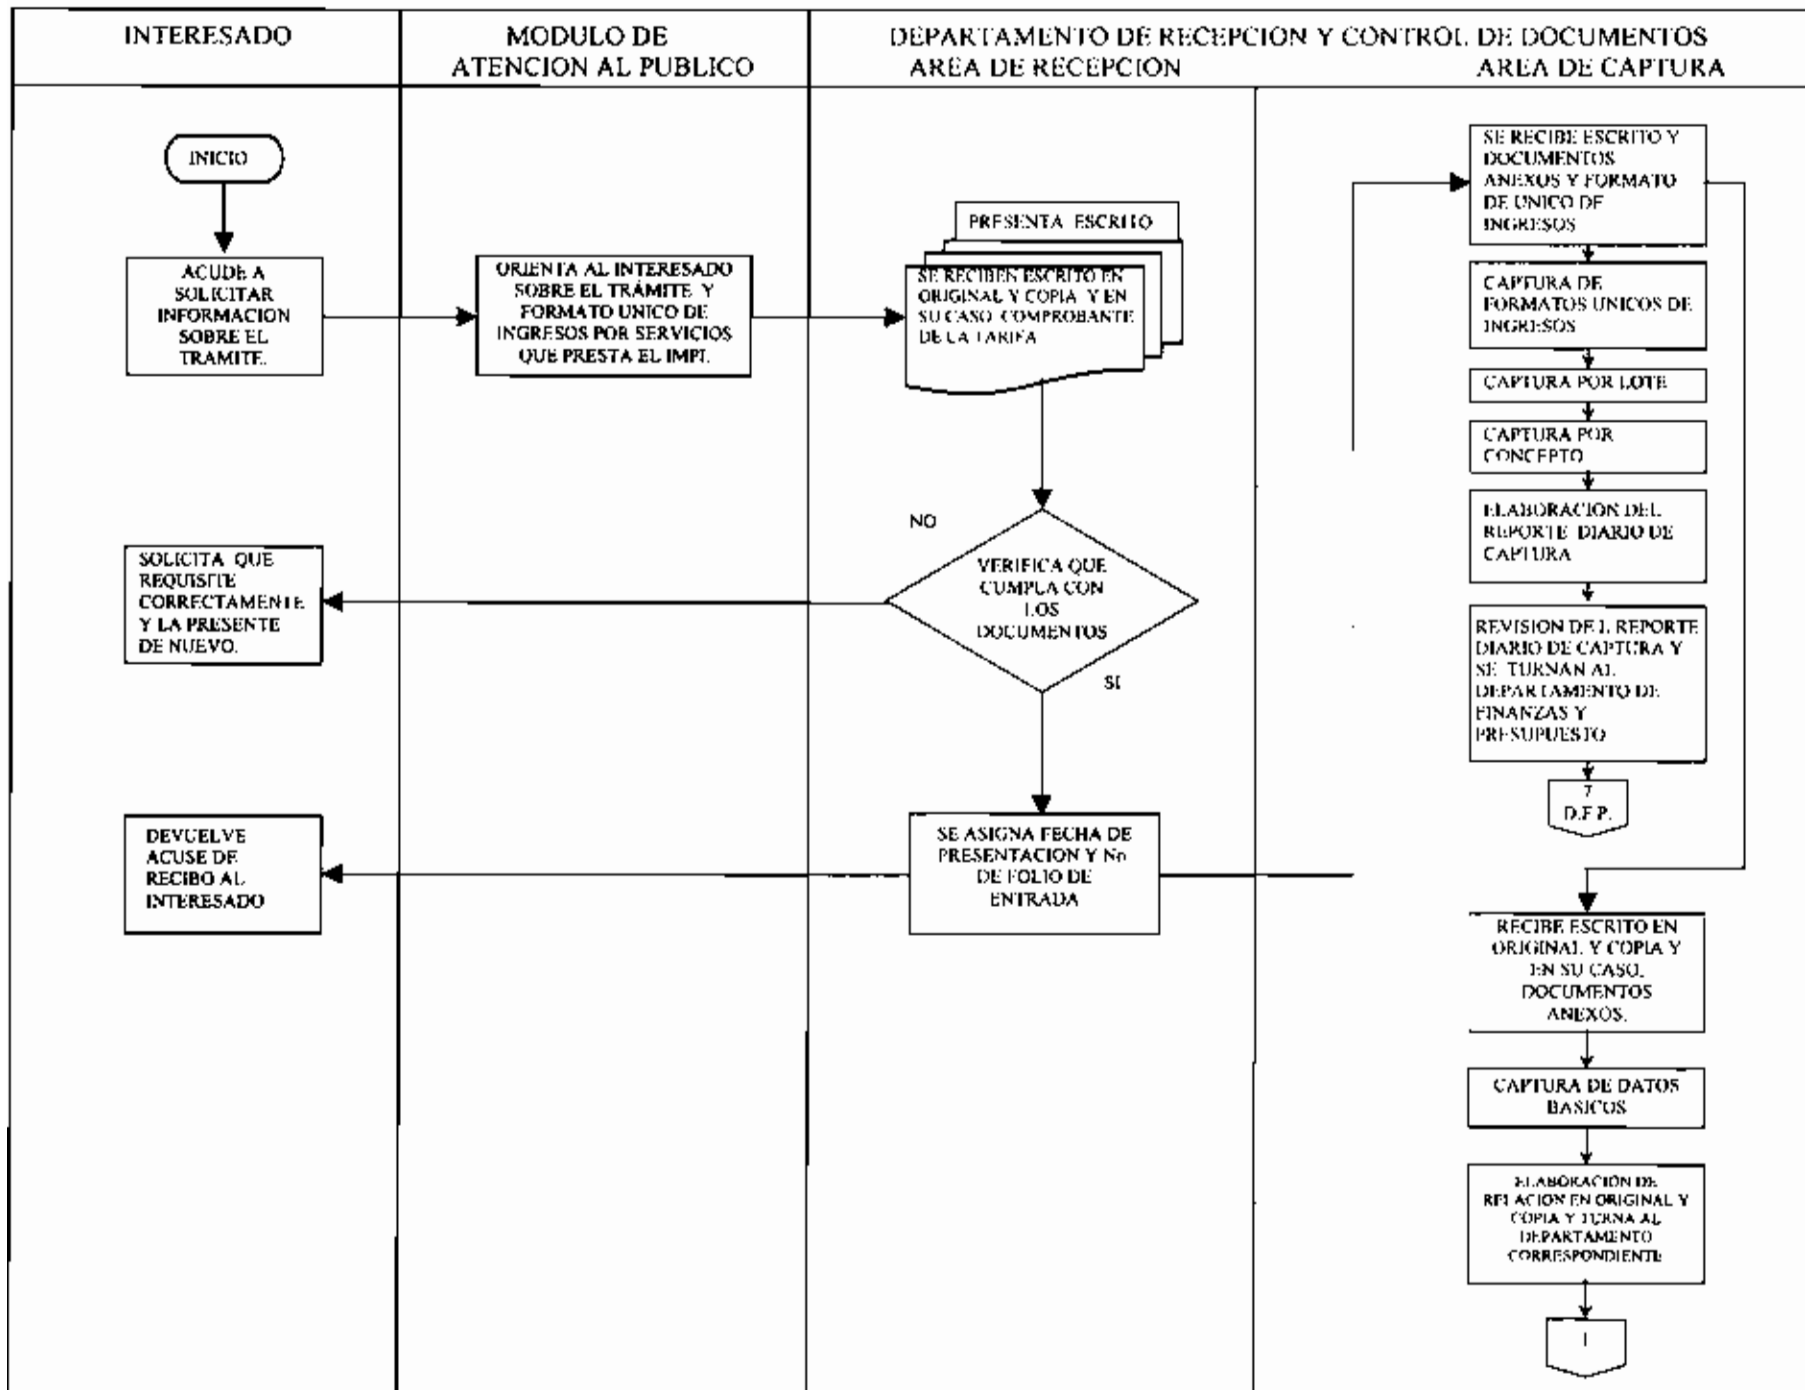 INTERESADO
MODULO DE
ATENCION AL PUBLICO
DEPARTAMENTO DE RECEPCION Y CONTROL DE DOCUMENTOS
AREA DE RECEPCION
AREA DE CAPTURA
INICIO
ACUDE A
SOLICITAR
INFORMACION
SOBRE EL
TRAMITE.
ORIENTA AL INTERESADO
SOBRE EL TRÁMITE Y
FORMATO UNICO DE
INGRESOS POR SERVICIOS
QUE PRESTA EL IMPI.
PRESENTA ESCRITO
SE RECIBEN ESCRITO EN
ORIGINAL Y COPIA Y EN
SU CASO COMPROBANTE
DE LA TARIFA
NO
VERIFICA QUE
CUMPLA CON
LOS
DOCUMENTOS
SI
SOLICITA QUE
REQUISITE
CORRECTAMENTE
Y LA PRESENTE
DE NUEVO.
SE ASIGNA FECHA DE
PRESENTACION Y No
DE FOLIO DE
ENTRADA
DEVUELVE
ACUSE DE
RECIBO AL
INTERESADO
SE RECIBE ESCRITO Y
DOCUMENTOS
ANEXOS Y FORMATO
DE UNICO DE
INGRESOS
CAPTURA DE
FORMATOS UNICOS DE
INGRESOS
CAPTURA POR LOTE
CAPTURA POR
CONCEPTO
ELABORACION DEL
REPORTE DIARIO DE
CAPTURA
REVISION DE L REPORTE
DIARIO DE CAPTURA Y
SE TURNAN AL
DEPARTAMENTO DE
FINANZAS Y
PRESUPUESTO
7
D.F.P.
RECIBE ESCRITO EN
ORIGINAL Y COPIA Y
EN SU CASO,
DOCUMENTOS
ANEXOS.
CAPTURA DE DATOS
BASICOS
ELABORACIÓN DE
RELACION EN ORIGINAL Y
COPIA Y TURNA AL
DEPARTAMENTO
CORRESPONDIENTE
1